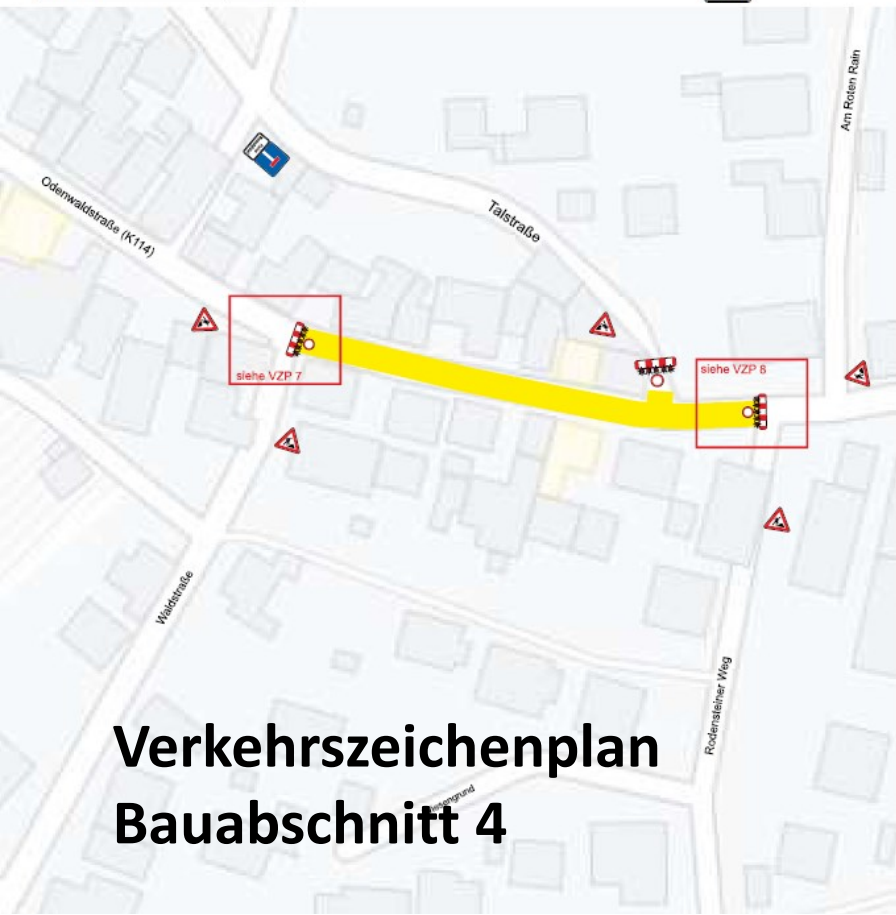 Am Roten Rain
Odenwaldstraße (K114)
Talstraße
siehe VZP 7
siehe VZP 8
Waldstraße
Rodensteiner Weg
Verkehrszeichenplan
Bauabschnitt 4